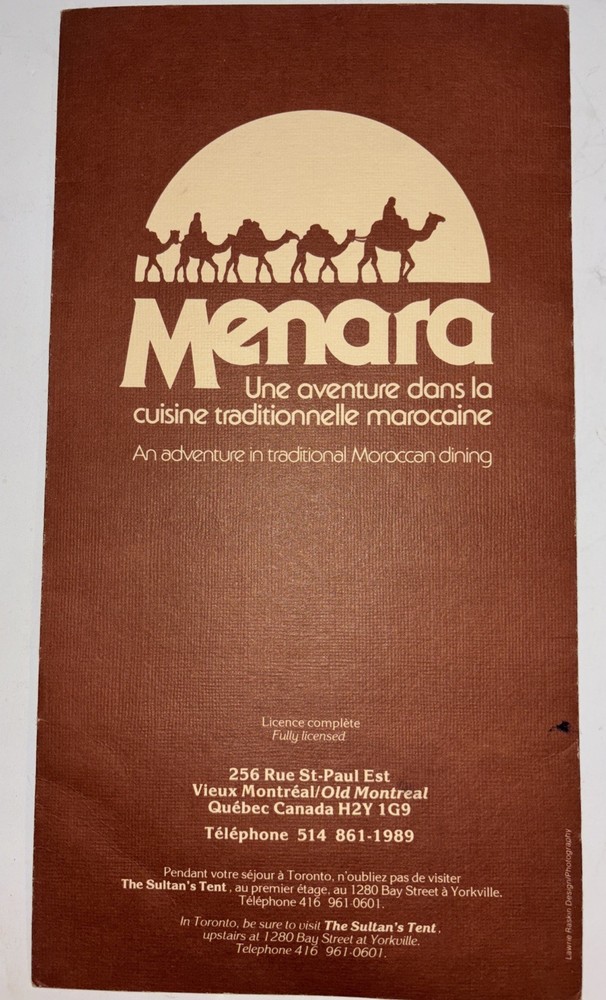 Menara
Une aventure dans la
cuisine traditionnelle marocaine
An adventure in traditional Moroccan dining
Licence complète
Fully licensed
256 Rue St-Paul Est
Vieux Montréal/Old Montreal
Québec Canada H2Y 1G9
Téléphone 514 861-1989
Pendant votre séjour à Toronto, n'oubliez pas de visiter
The Sultan's Tent, au premier étage, au 1280 Bay Street à Yorkville.
Téléphone 416 961-0601.
In Toronto, be sure to visit The Sultan's Tent,
upstairs at 1280 Bay Street at Yorkville.
Telephone 416 961-0601.
Lawrie Raskin Design/Photography